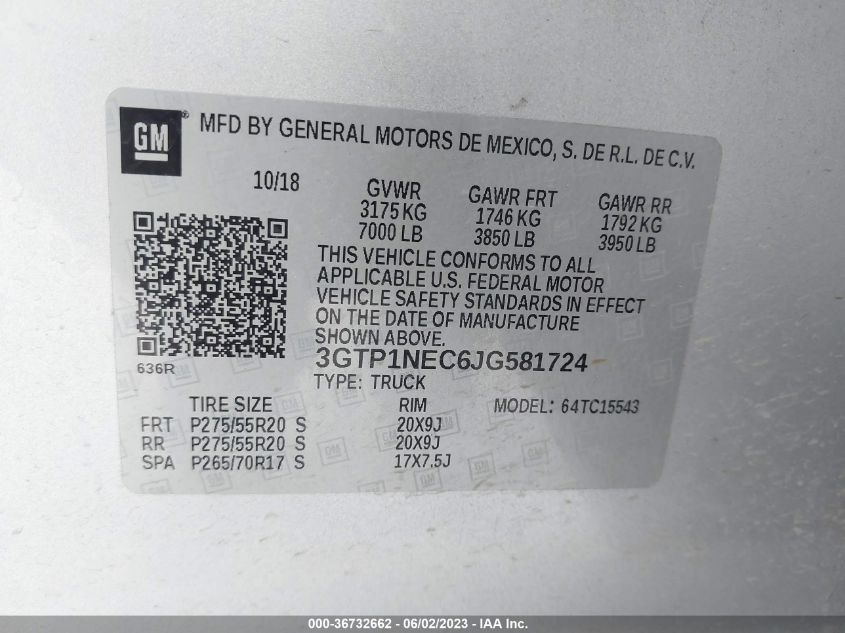 GM ® MFD BY GENERAL MOTORS DE MEXICO, S. DE R.L. DE C.V.
10/18 GVWR GAWR FRT GAWR RR
3175 KG 1746 KG 1792 KG
7000 LB 3850 LB 3950 LB
THIS VEHICLE CONFORMS TO ALL
APPLICABLE U.S. FEDERAL MOTOR
VEHICLE SAFETY STANDARDS IN EFFECT
ON THE DATE OF MANUFACTURE
SHOWN ABOVE.
636R 3GTP1NEC6JG581724
TYPE: TRUCK
TIRE SIZE RIM MODEL: 64TC15543
FRT P275/55R20 S 20X9J
RR P275/55R20 S 20X9J
SPA P265/70R17 S 17X7.5J
000-36732662 - 06/02/2023 - IAA Inc.